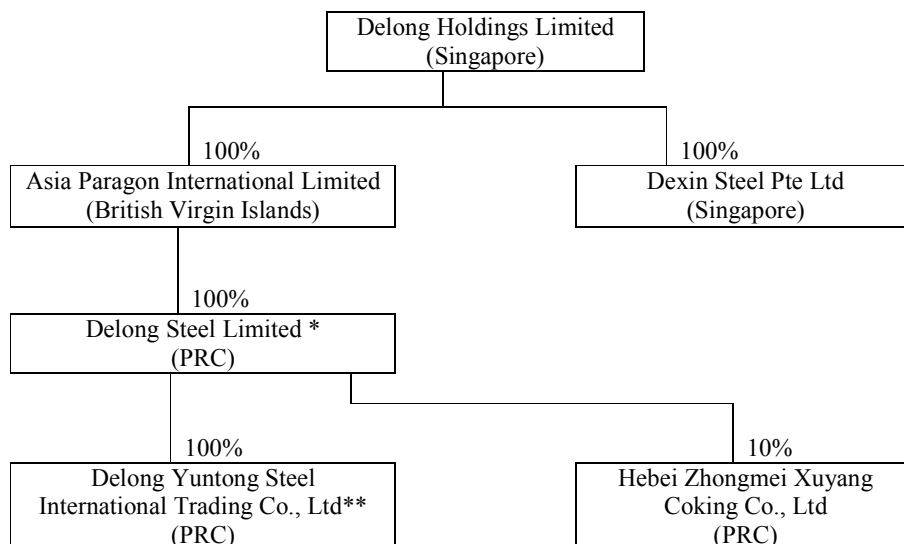 Delong Holdings Limited
(Singapore)
100%
100%
Asia Paragon International Limited
(British Virgin Islands)
Dexin Steel Pte Ltd
(Singapore)
100%
Delong Steel Limited *
(PRC)
100%
10%
Delong Yuntong Steel
International Trading Co., Ltd**
(PRC)
Hebei Zhongmei Xuyang
Coking Co., Ltd
(PRC)